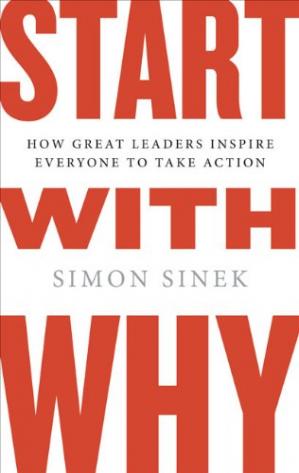 START
HOW GREAT LEADERS INSPIRE
EVERYONE TO TAKE ACTION
WITH
SIMON SINEK
WHY